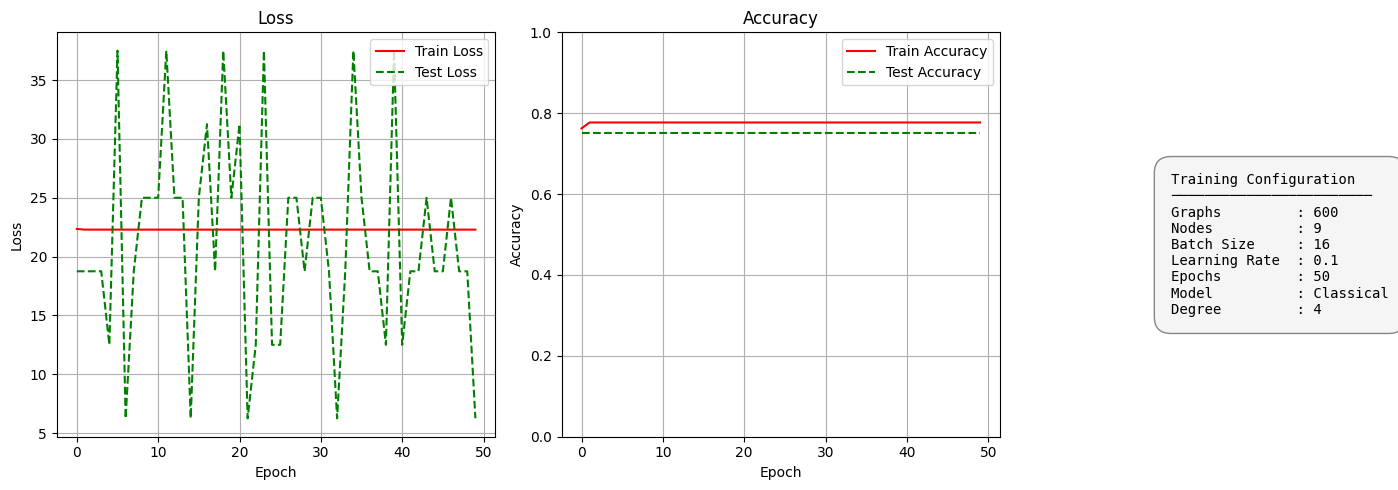 Loss
Train Loss
Test Loss
35
30
25
20
15
10
5
Loss
0 10 20 30 40 50
Epoch
Accuracy
Train Accuracy
Test Accuracy
1.0
0.8
0.6
0.4
0.2
0.0
Accuracy
0 10 20 30 40 50
Epoch
Training Configuration
Graphs : 600
Nodes : 9
Batch Size : 16
Learning Rate : 0.1
Epochs : 50
Model : Classical
Degree : 4